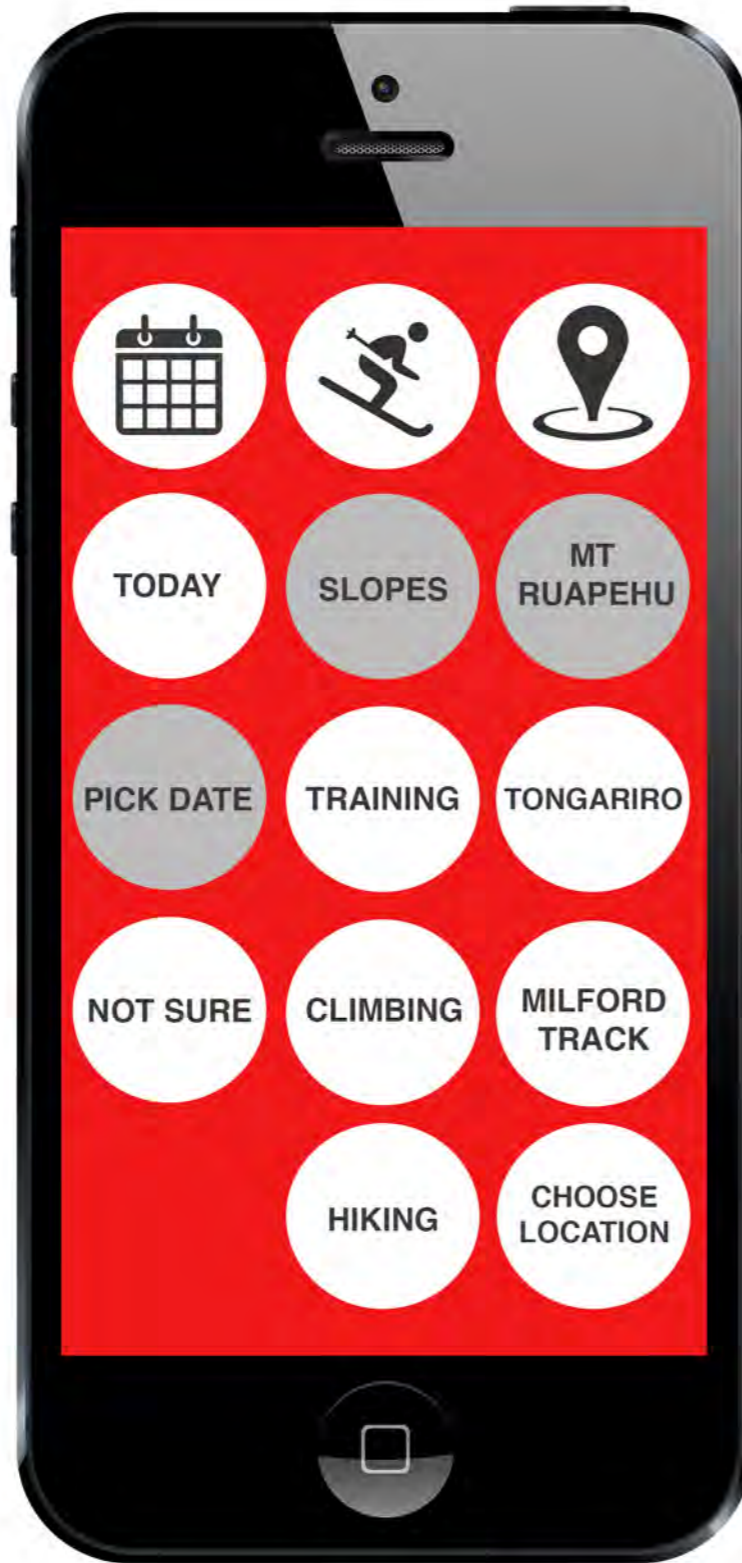 TODAY
SLOPES
MT
RUAPEHU
PICK DATE
TRAINING
TONGARIRO
NOT SURE
CLIMBING
MILFORD
TRACK
HIKING
CHOOSE
LOCATION